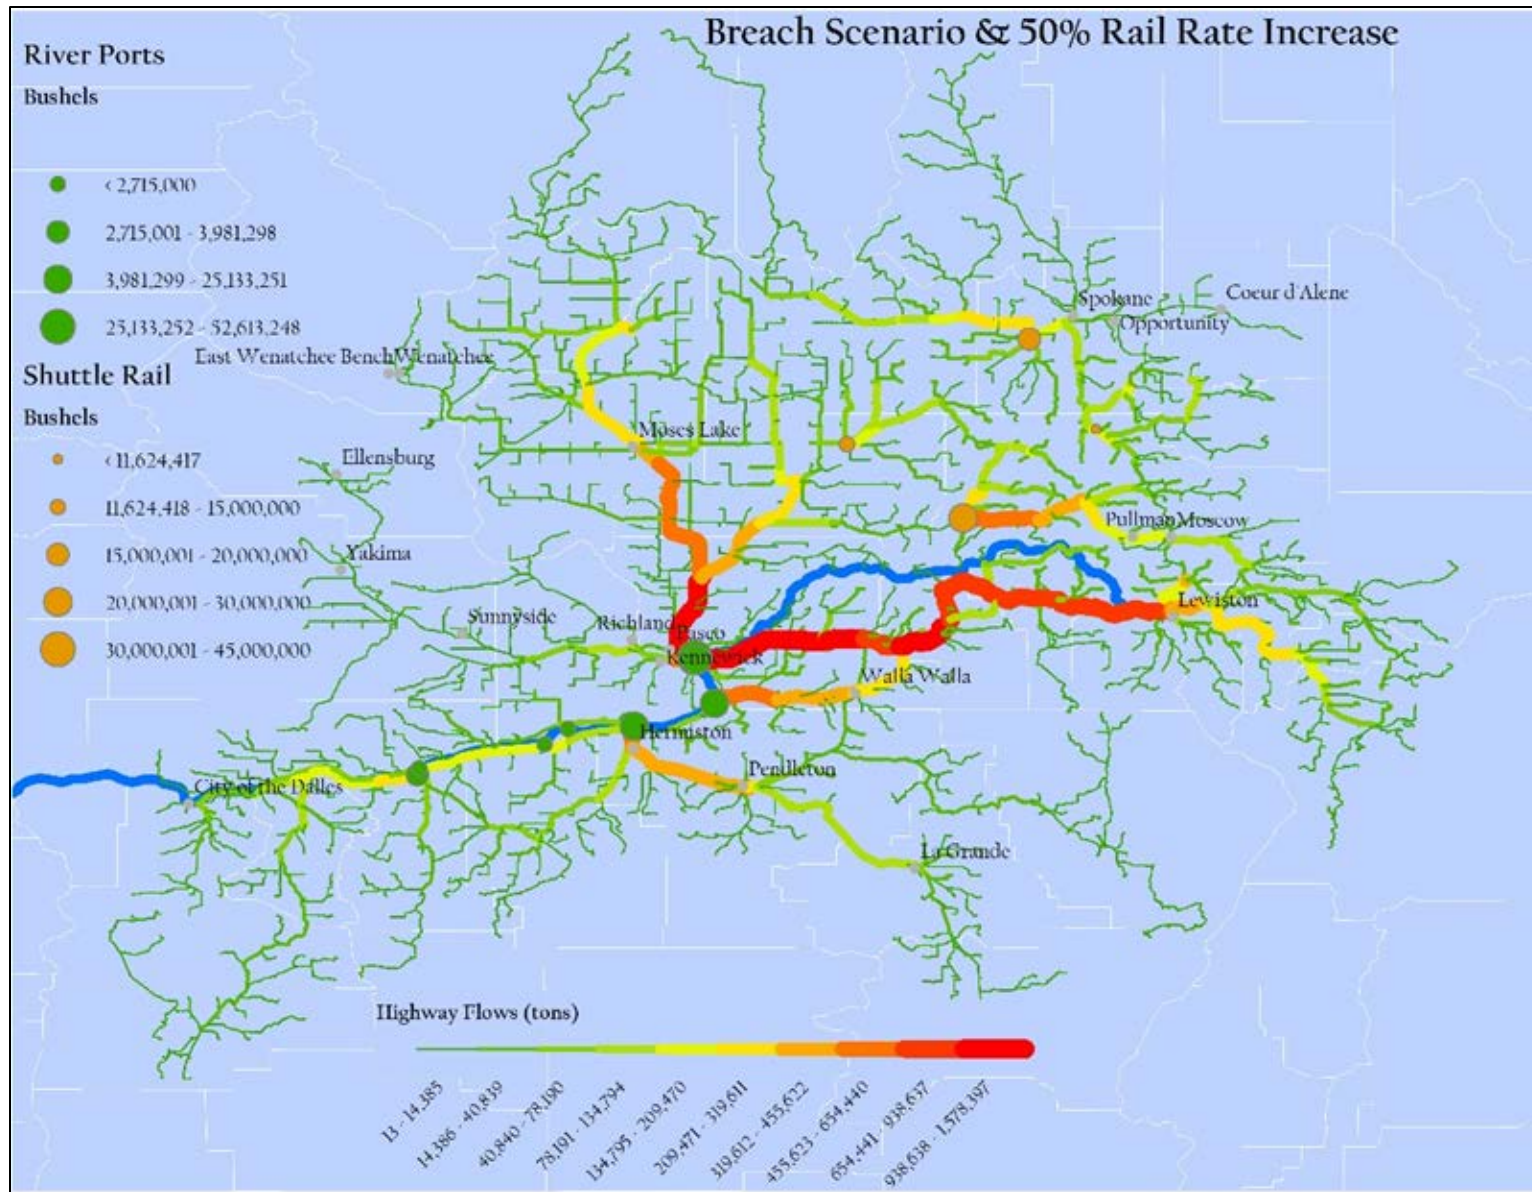 Breach Scenario & 50% Rail Rate Increase
River Ports
Bushels
< 2,715,000
2,715,001 - 3,981,298
3,981,299 - 25,133,251
25,133,252 - 52,613,248
Shuttle Rail
Bushels
< 11,624,417
11,624,418 - 15,000,000
15,000,001 - 20,000,000
20,000,001 - 30,000,000
30,000,001 - 45,000,000
Spokane
Coeur d'Alene
Opportunity
East Wenatchee Bench
Wenatchee
Moses Lake
Ellensburg
Pullman
Moscow
Yakima
Lewiston
Sunnyside
Richland
Pasco
Kennewick
Walla Walla
Hermiston
Pendleton
City of the Dalles
La Grande
Highway Flows (tons)
13 - 14,385
14,386 - 40,839
40,840 - 78,190
78,191 - 134,794
134,795 - 209,470
209,471 - 319,611
319,612 - 455,622
455,623 - 654,440
654,441 - 938,637
938,638 - 1,578,397